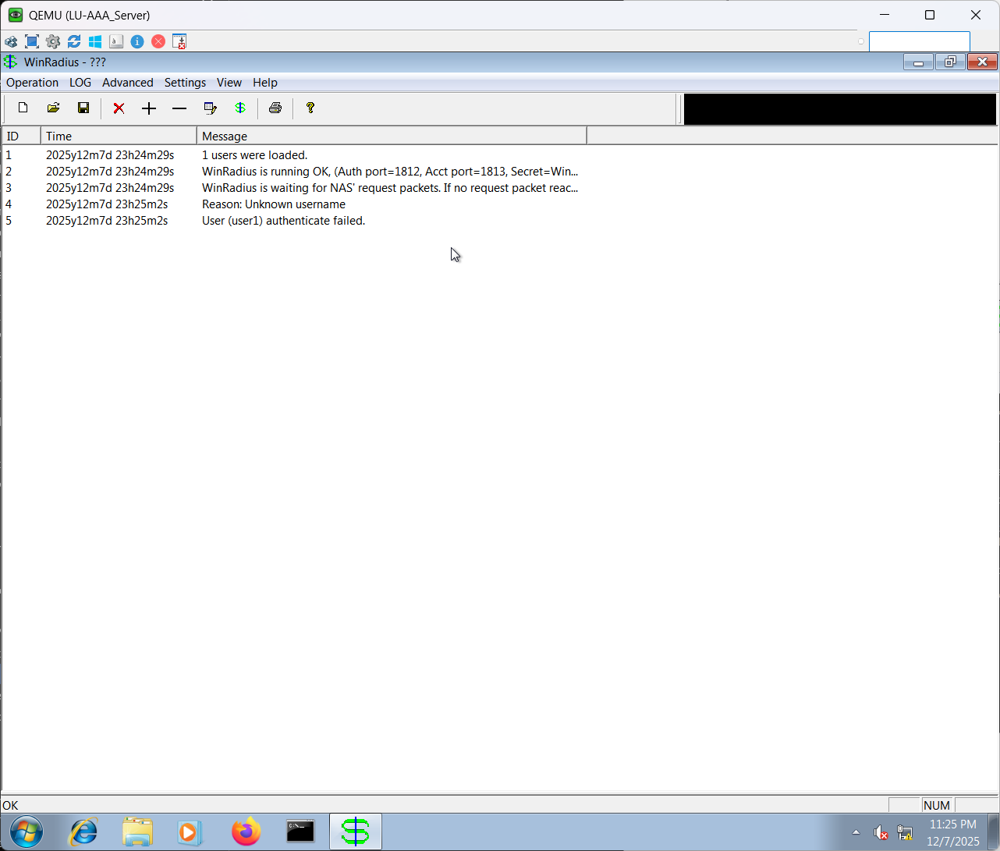 QEMU (LU-AAA_Server)
WinRadius - ???
Operation LOG Advanced Settings View Help
ID Time Message
1 2025y12m7d 23h24m29s 1 users were loaded.
2 2025y12m7d 23h24m29s WinRadius is running OK, (Auth port=1812, Acct port=1813, Secret=Win...
3 2025y12m7d 23h24m29s WinRadius is waiting for NAS' request packets. If no request packet reac...
4 2025y12m7d 23h25m2s Reason: Unknown username
5 2025y12m7d 23h25m2s User (user1) authenticate failed.
OK NUM
11:25 PM
12/7/2025